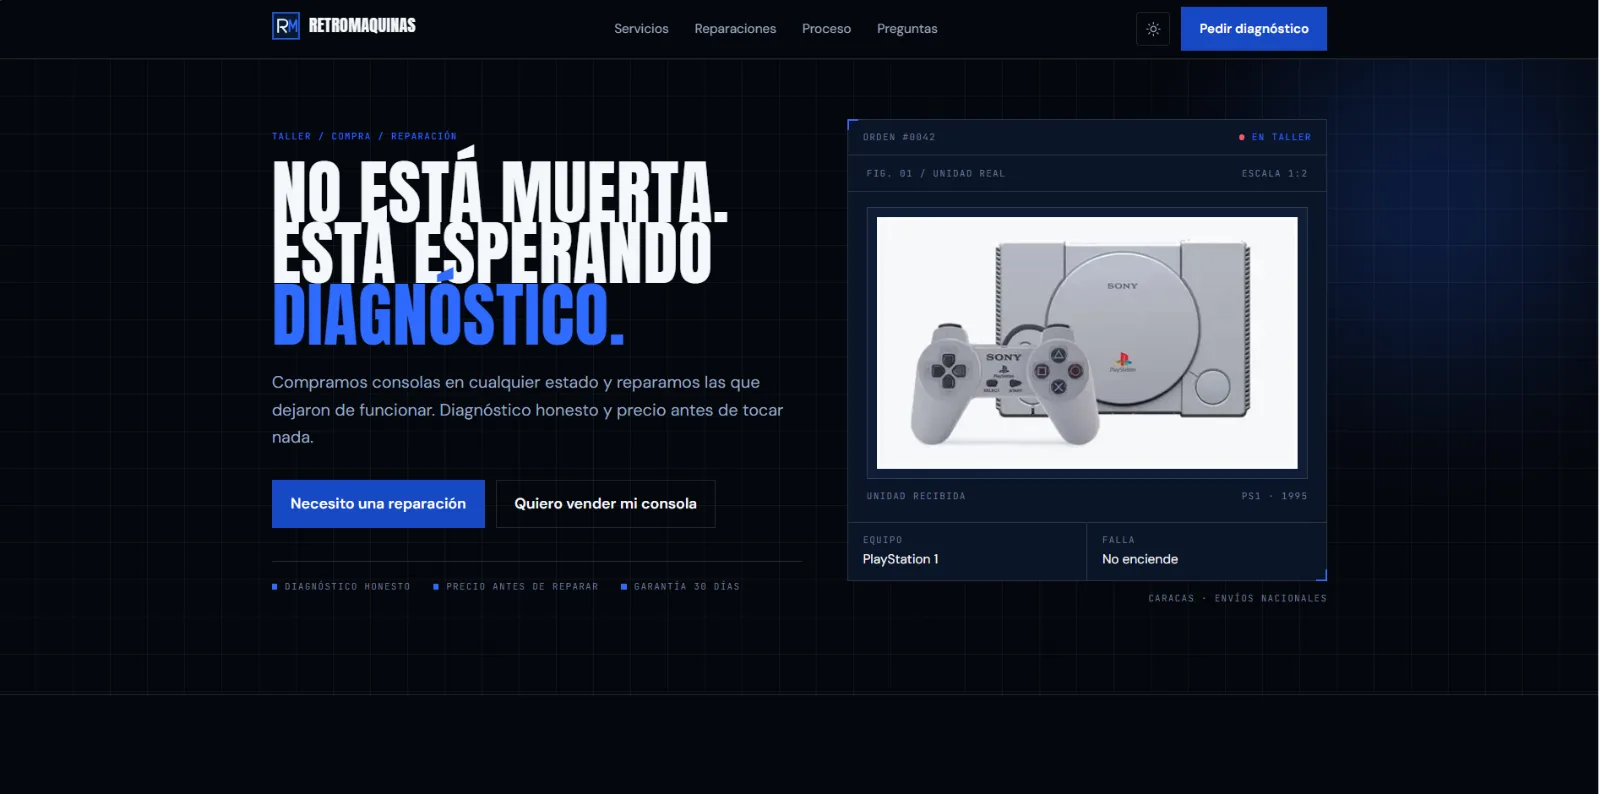 RM RETROMAQUINAS
Servicios Reparaciones Proceso Preguntas
Pedir diagnóstico
TALLER / COMPRA / REPARACIÓN
NO ESTÁ MUERTA.
ESTÁ ESPERANDO
DIAGNÓSTICO.
Compramos consolas en cualquier estado y reparamos las que
dejaron de funcionar. Diagnóstico honesto y precio antes de tocar
nada.
Necesito una reparación
Quiero vender mi consola
DIAGNÓSTICO HONESTO
PRECIO ANTES DE REPARAR
GARANTÍA 30 DÍAS
ORDEN #0042
EN TALLER
FIG. 01 / UNIDAD REAL
ESCALA 1:2
SONY
SONY
PlayStation
SELECT START
PlayStation
UNIDAD RECIBIDA
PS1 · 1995
EQUIPO
PlayStation 1
FALLA
No enciende
CARACAS · ENVÍOS NACIONALES